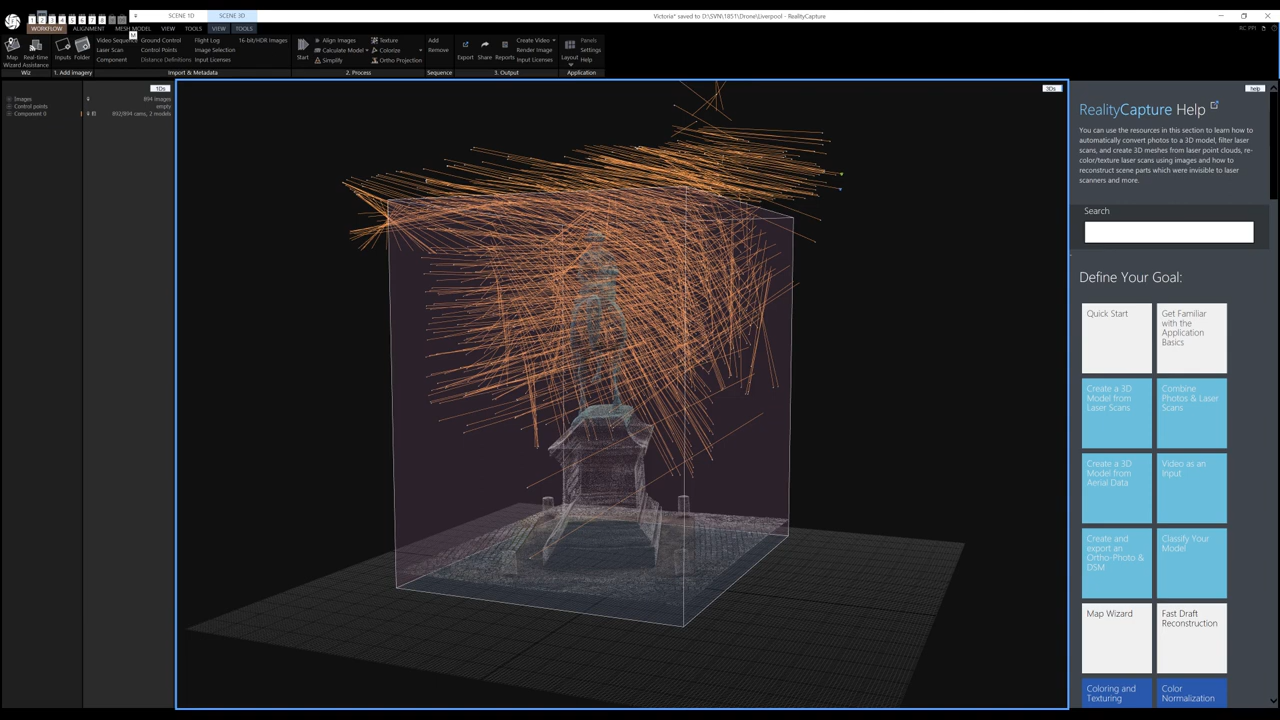 SCENE 1D
SCENE 3D
Victoria* saved to D:\SVN\1851\Drone\Liverpool - RealityCapture
WORKFLOW
ALIGNMENT
MESH MODEL
VIEW
TOOLS
VIEW
TOOLS
RC PPI
M
Map Wizard
Real-time Assistance
Inputs
Folder
Video Sequence
Laser Scan
Component
Ground Control
Control Points
Distance Definitions
Flight Log
Image Selection
Input Licenses
16-bit/HDR Images
Start
Align Images
Calculate Model
Simplify
Texture
Colorize
Ortho Projection
Add
Remove
Export
Share
Reports
Create Video
Render Image
Input Licenses
Layout
Panels
Settings
Help
Wiz
1. Add imagery
Import & Metadata
2. Process
Sequence
3. Output
Application
1Ds
Images
894 images
Control points
empty
Component 0
892/894 cams, 2 models
3Ds
help
RealityCapture Help
You can use the resources in this section to learn how to
automatically convert photos to a 3D model, filter laser
scans, and create 3D meshes from laser point clouds, re-
color/texture laser scans using images and how to
reconstruct scene parts which were invisible to laser
scanners and more.
Search
Define Your Goal:
Quick Start
Get Familiar
with the
Application
Basics
Create a 3D
Model from
Laser Scans
Combine
Photos & Laser
Scans
Create a 3D
Model from
Aerial Data
Video as an
Input
Create and
export an
Ortho-Photo &
DSM
Classify Your
Model
Map Wizard
Fast Draft
Reconstruction
Coloring and
Texturing
Color
Normalization